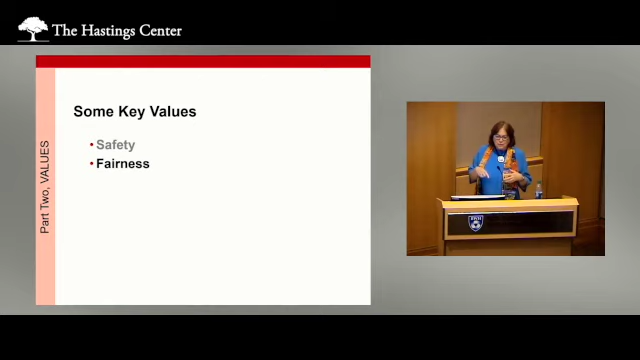 The Hastings Center
Part Two, VALUES
Some Key Values
• Safety
• Fairness